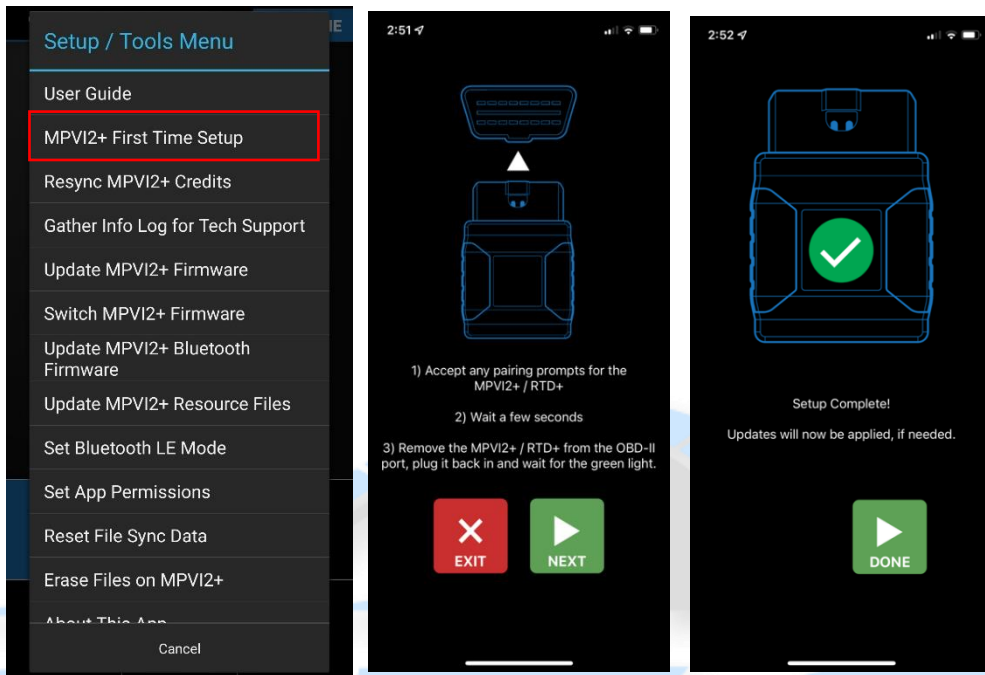 IE
Setup / Tools Menu
User Guide
MPVI2+ First Time Setup
Resync MPVI2+ Credits
Gather Info Log for Tech Support
Update MPVI2+ Firmware
Switch MPVI2+ Firmware
Update MPVI2+ Bluetooth
Firmware
Update MPVI2+ Resource Files
Set Bluetooth LE Mode
Set App Permissions
Reset File Sync Data
Erase Files on MPVI2+
About This App
Cancel
2:51
1) Accept any pairing prompts for the
MPVI2+ / RTD+
2) Wait a few seconds
3) Remove the MPVI2+ / RTD+ from the OBD-II
port, plug it back in and wait for the green light.
EXIT
NEXT
2:52
Setup Complete!
Updates will now be applied, if needed.
DONE